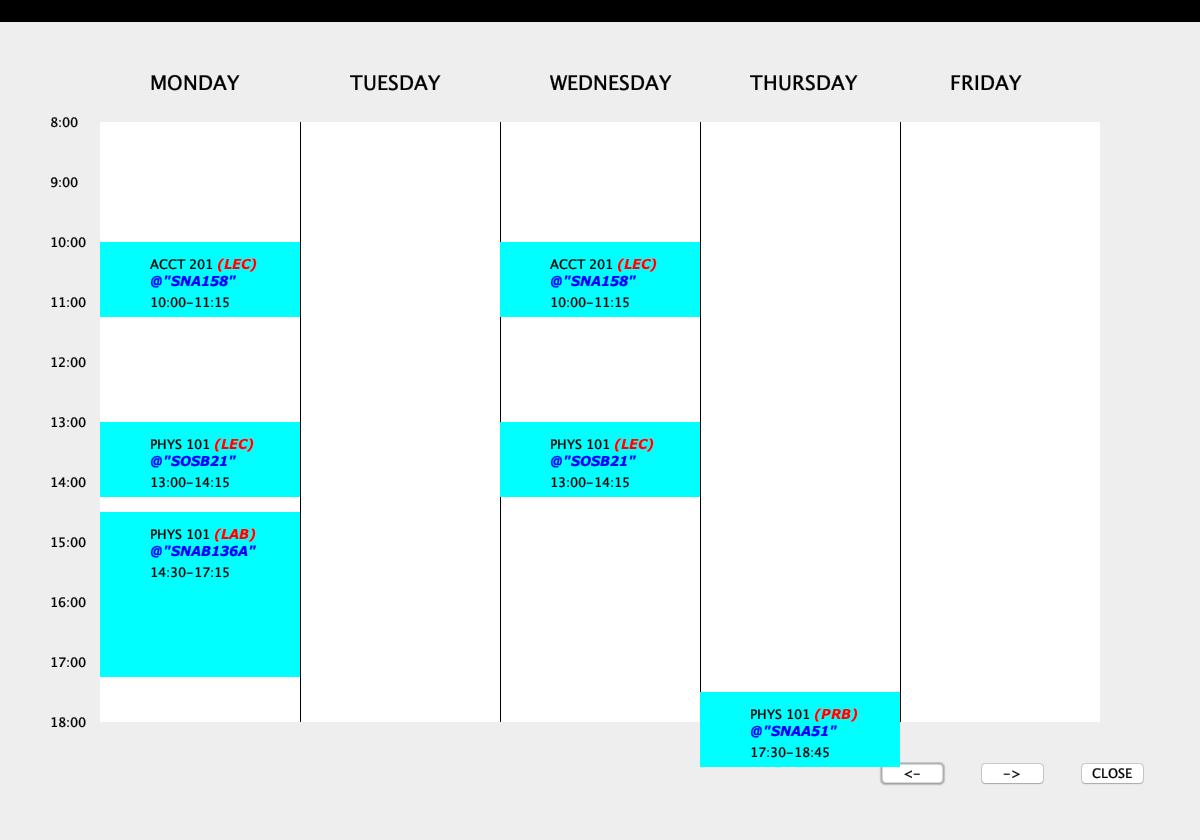 MONDAY TUESDAY WEDNESDAY THURSDAY FRIDAY
8:00
9:00
10:00
ACCT 201 (LEC) ACCT 201 (LEC)
@"SNA158" @"SNA158"
11:00 10:00-11:15 10:00-11:15
12:00
13:00
PHYS 101 (LEC) PHYS 101 (LEC)
@"SOSB21" @"SOSB21"
14:00 13:00-14:15 13:00-14:15
PHYS 101 (LAB)
15:00
@"SNAB136A"
14:30-17:15
16:00
17:00
PHYS 101 (PRB)
18:00
@"SNAA51"
17:30-18:45
<- -> CLOSE